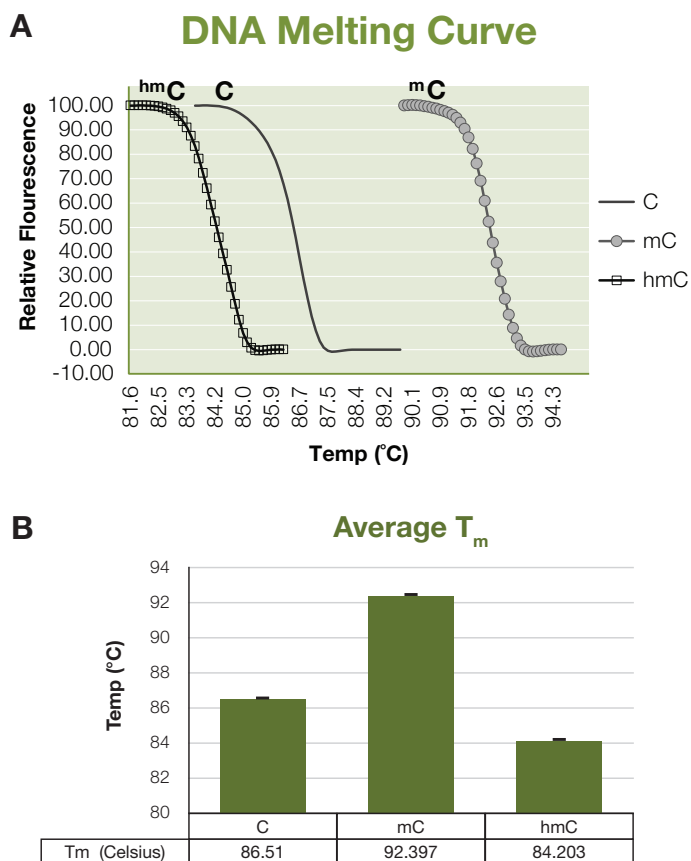 A
DNA Melting Curve
hmC C mC
100.00
90.00
80.00
70.00
60.00
50.00
40.00
30.00
20.00
10.00
0.00
-10.00
Relative Flourescence
81.6 82.5 83.3 84.2 85.0 85.9 86.7 87.5 88.4 89.2 90.1 90.9 91.8 92.6 93.5 94.3
Temp (°C)
C
mC
hmC
B
Average Tm
94
92
90
88
86
84
82
80
Temp (°C)
C mC hmC
Tm (Celsius) 86.51 92.397 84.203